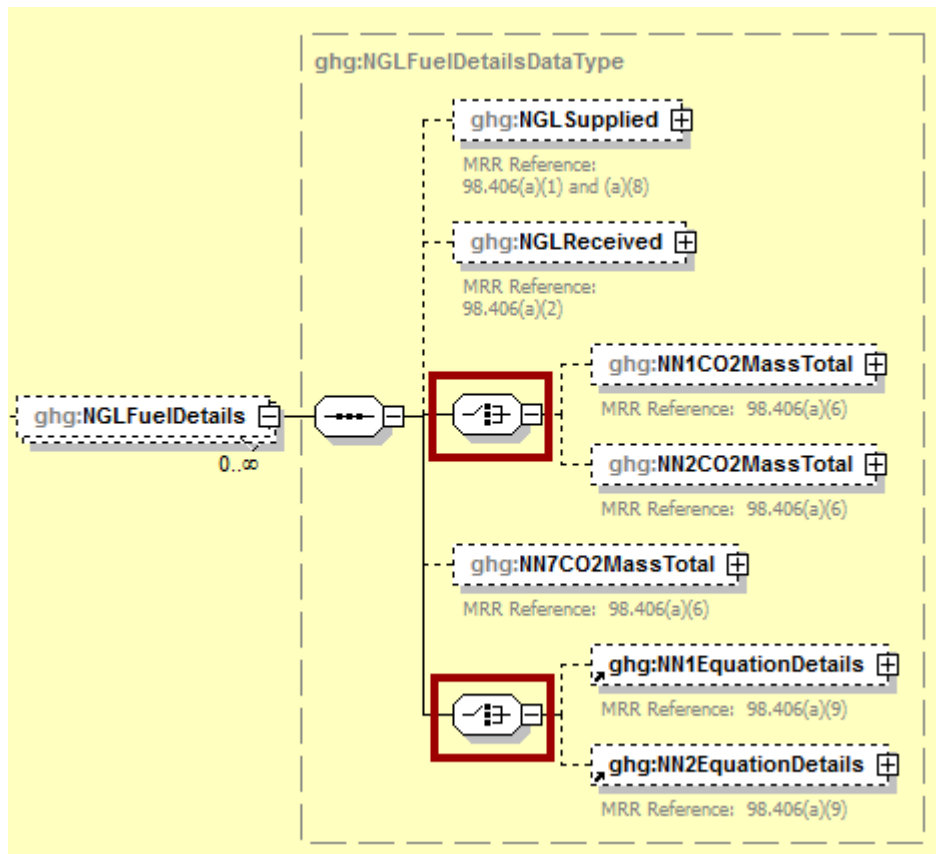 ghg:NGLFuelDetailsDataType
ghg:NGLSupplied
MRR Reference:
98.406(a)(1) and (a)(8)
ghg:NGLReceived
MRR Reference:
98.406(a)(2)
ghg:NN1CO2MassTotal
MRR Reference: 98.406(a)(6)
ghg:NGLFuelDetails
0..∞
ghg:NN2CO2MassTotal
MRR Reference: 98.406(a)(6)
ghg:NN7CO2MassTotal
MRR Reference: 98.406(a)(6)
ghg:NN1EquationDetails
MRR Reference: 98.406(a)(9)
ghg:NN2EquationDetails
MRR Reference: 98.406(a)(9)